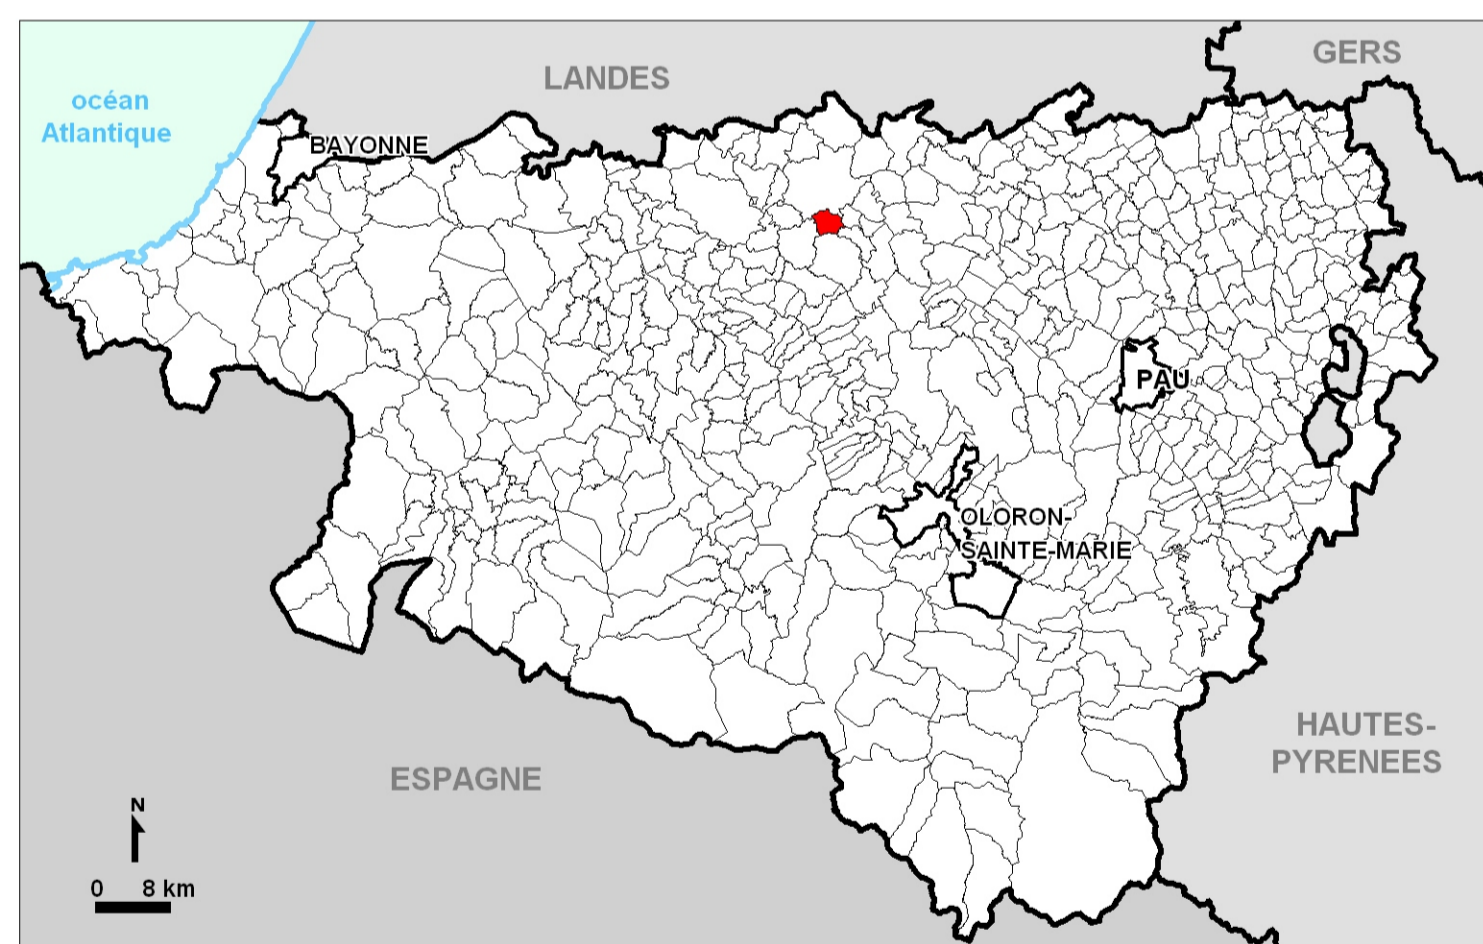 GERS
LANDES
océan
Atlantique
BAYONNE
PAU
OLORON-
SAINTE-MARIE
HAUTES-
PYRENEES
ESPAGNE
N
0 8 km